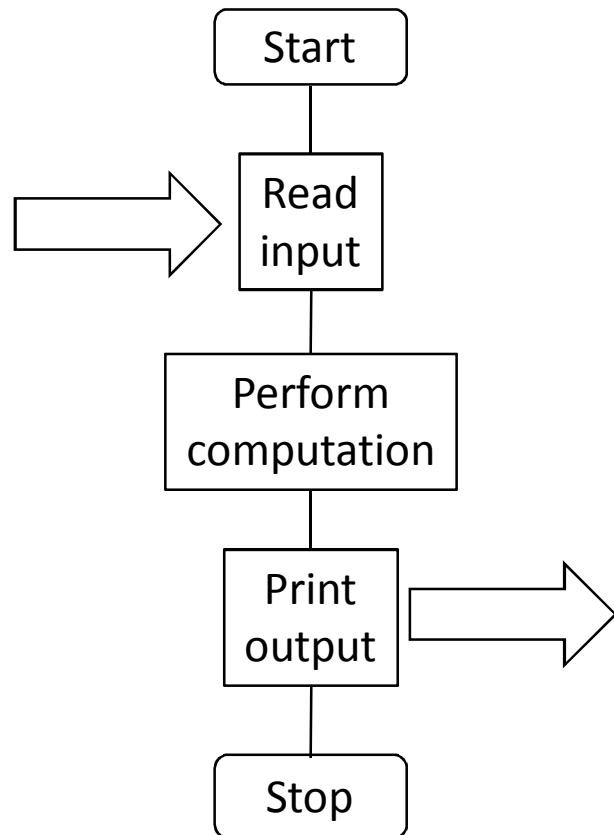 Start
Read
input
Perform
computation
Print
output
Stop